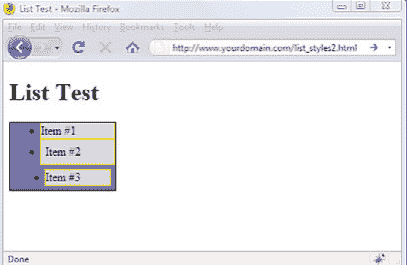 List Test - Mozilla Firefox
File Edit View History Bookmarks Tools Help
http://www.yourdomain.com/list_styles2.html
List Test
Item #1
Item #2
Item #3
Done